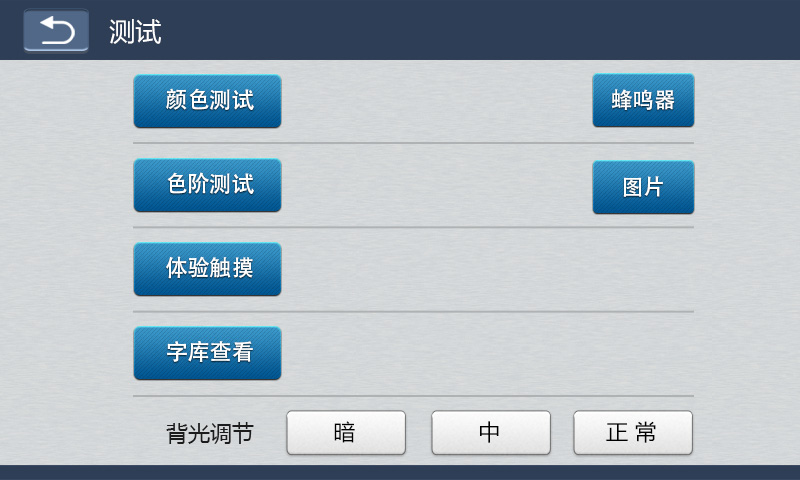 测试
颜色测试
蜂鸣器
色阶测试
图片
体验触摸
字库查看
背光调节 暗 中 正常